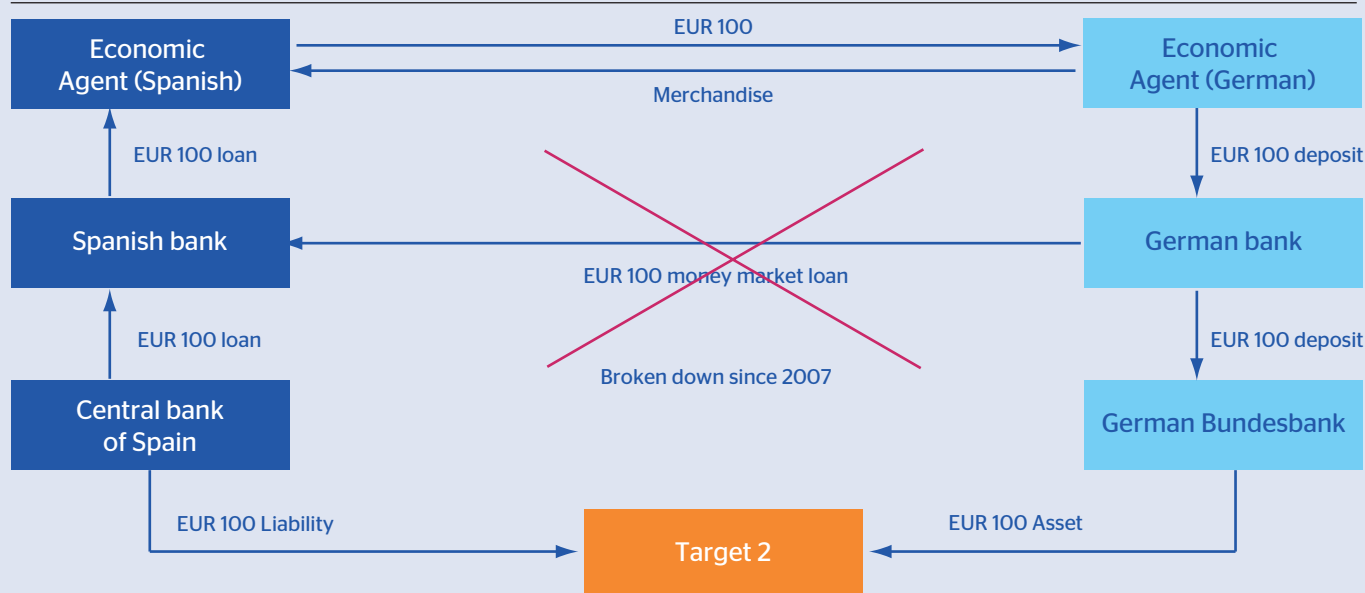 EUR 100
Economic
Agent (Spanish)
Economic
Agent (German)
Merchandise
EUR 100 loan
EUR 100 deposit
Spanish bank
German bank
EUR 100 money market loan
EUR 100 loan
EUR 100 deposit
Broken down since 2007
Central bank
of Spain
German Bundesbank
EUR 100 Liability
EUR 100 Asset
Target 2